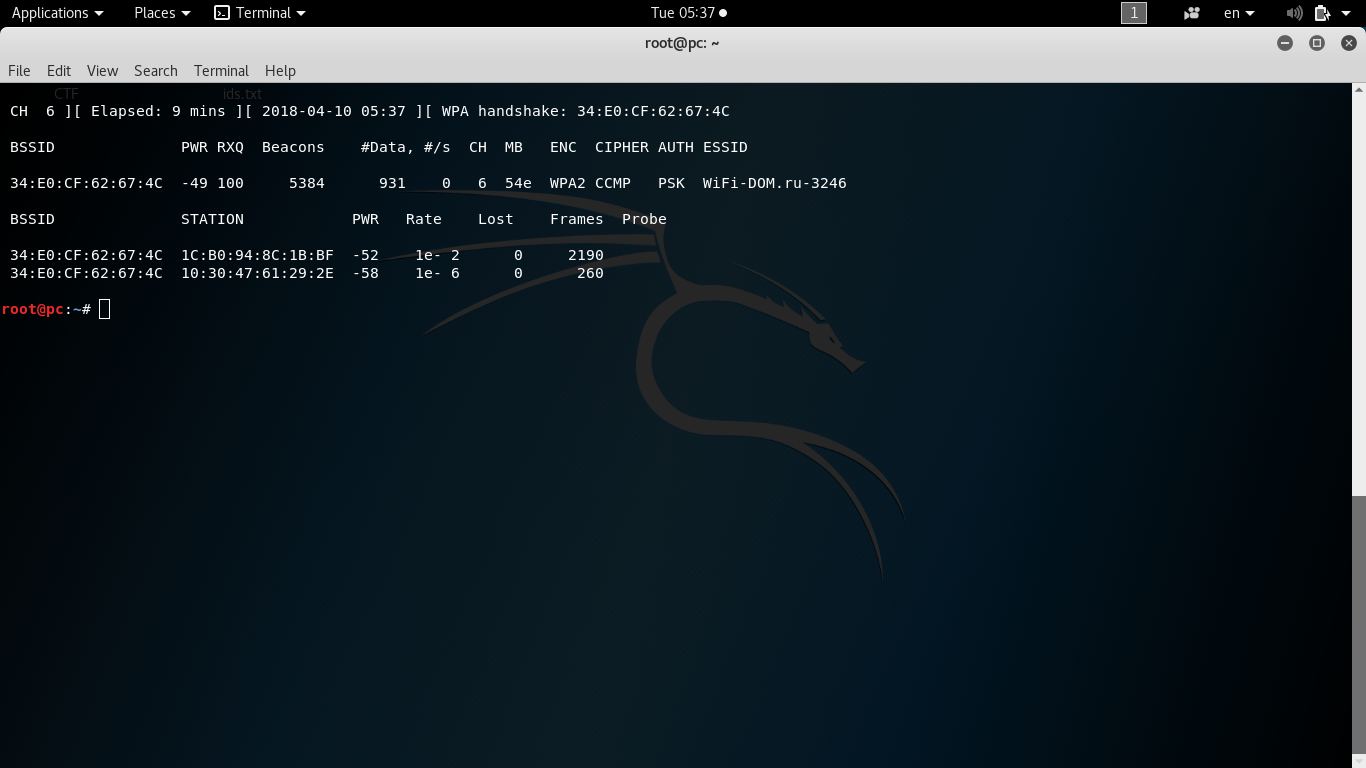 Applications Places Terminal Tue 05:37 1 en
root@pc: ~
File Edit View Search Terminal Help
CTF ids.txt
CH  6 ][ Elapsed: 9 mins ][ 2018-04-10 05:37 ][ WPA handshake: 34:E0:CF:62:67:4C
BSSID              PWR RXQ  Beacons    #Data, #/s  CH  MB   ENC  CIPHER AUTH ESSID
34:E0:CF:62:67:4C  -49 100     5384      931    0   6  54e  WPA2 CCMP   PSK  WiFi-DOM.ru-3246
BSSID              STATION            PWR   Rate    Lost    Frames  Probe
34:E0:CF:62:67:4C  1C:B0:94:8C:1B:BF  -52    1e- 2      0     2190
34:E0:CF:62:67:4C  10:30:47:61:29:2E  -58    1e- 6      0      260
root@pc:~#